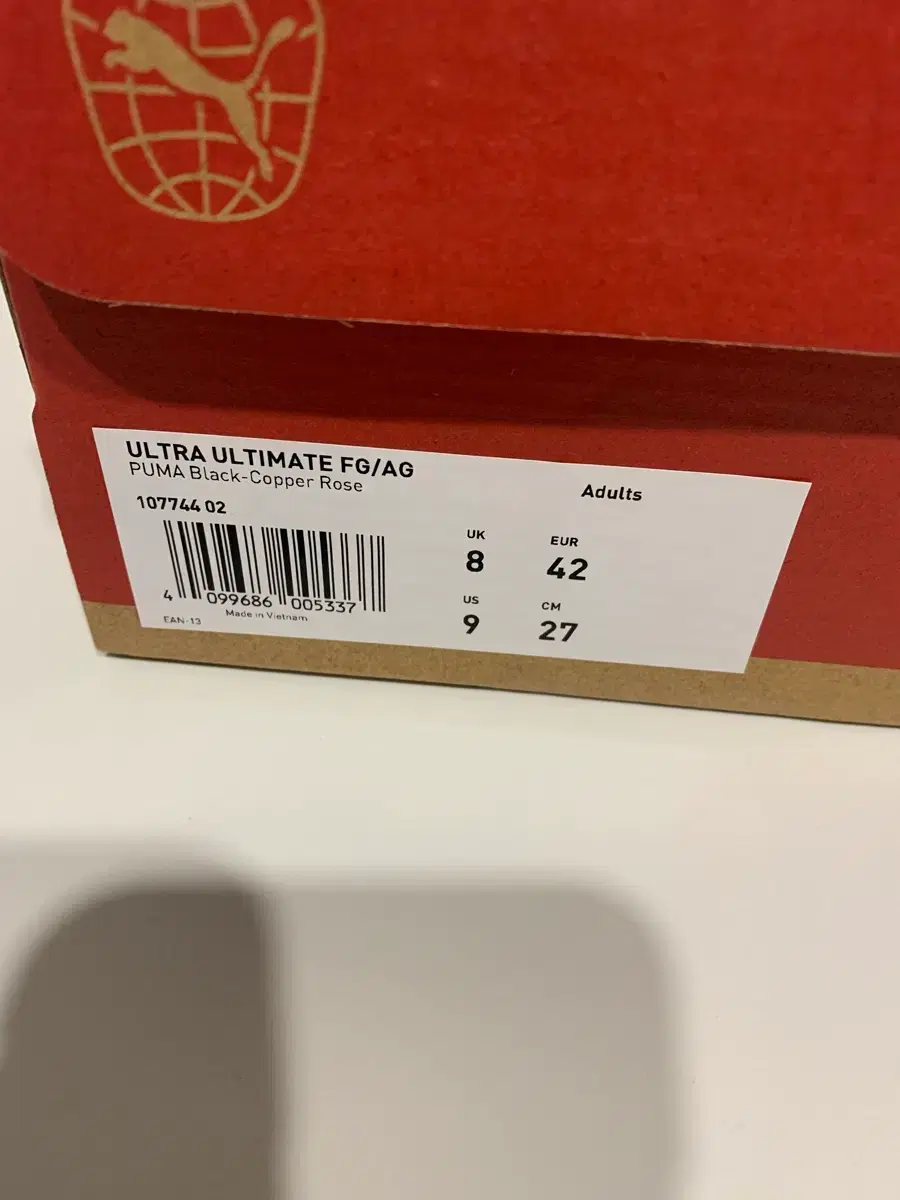 ULTRA ULTIMATE FG/AG
PUMA Black-Copper Rose
107744 02
4 099686 005337
EAN-13
Made in Vietnam
Adults
UK
8
EUR
42
US
9
CM
27